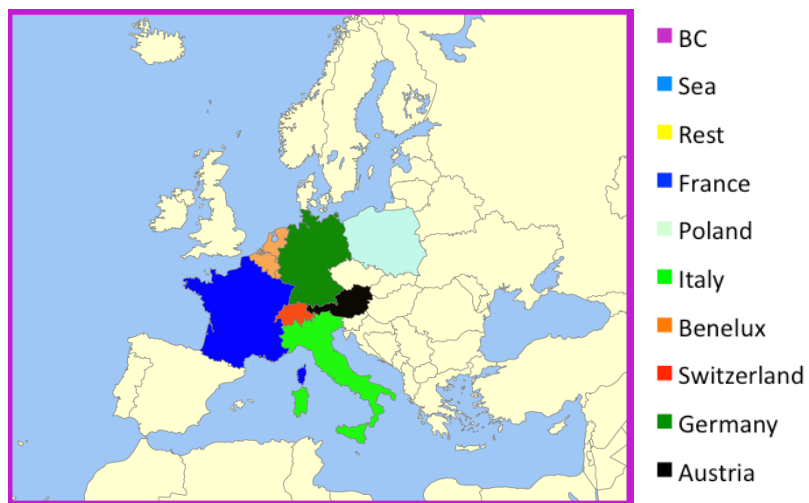 BC
Sea
Rest
France
Poland
Italy
Benelux
Switzerland
Germany
Austria